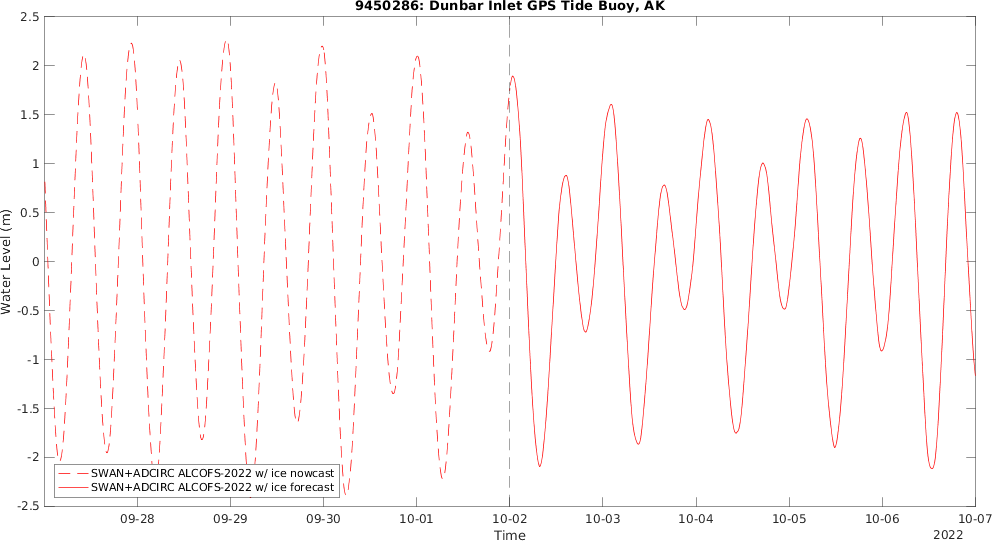 9450286: Dunbar Inlet GPS Tide Buoy, AK
2.5
2
1.5
1
0.5
0
-0.5
-1
-1.5
-2
-2.5
Water Level (m)
SWAN+ADCIRC ALCOFS-2022 w/ ice nowcast
SWAN+ADCIRC ALCOFS-2022 w/ ice forecast
09-28 09-29 09-30 10-01 10-02 10-03 10-04 10-05 10-06 10-07
Time
2022